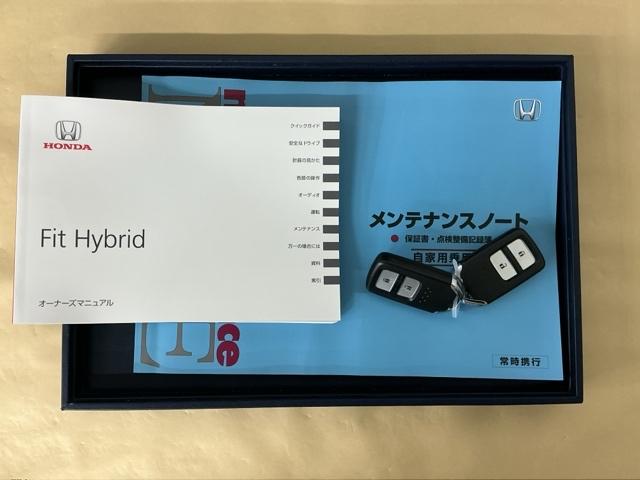 HONDA
Fit Hybrid
オーナーズマニュアル
クイックガイド
安全なドライブ
計器の見かた
各部の操作
オーディオ
運転
メンテナンス
万一の場合には
資料
索引
メンテナンスノート
保証書・点検整備記録簿
自家用乗用
常時携行
ce